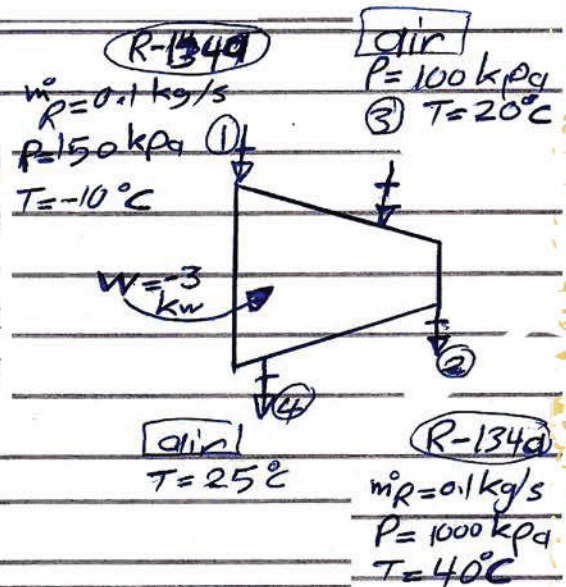 R-134a
air
ṁR=0.1 kg/s
P=100 kpa
③ T=20°C
P=150 kpa ①
T=-10°C
W=-3
kw
②
④
air
T=25°C
R-134a
ṁR=0.1 kg/s
P=1000 kpa
T=40°C